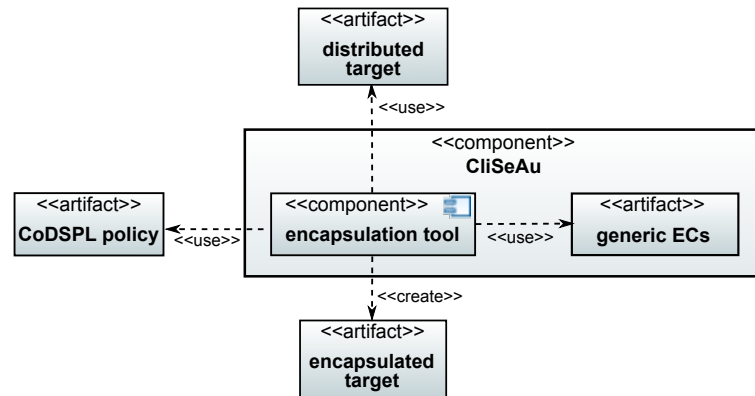 <<artifact>>
distributed
target
<<use>>
<<component>>
CliSeAu
<<artifact>>
CoDSPL policy
<<use>>
<<component>>
encapsulation tool
<<use>>
<<artifact>>
generic ECs
<<create>>
<<artifact>>
encapsulated
target